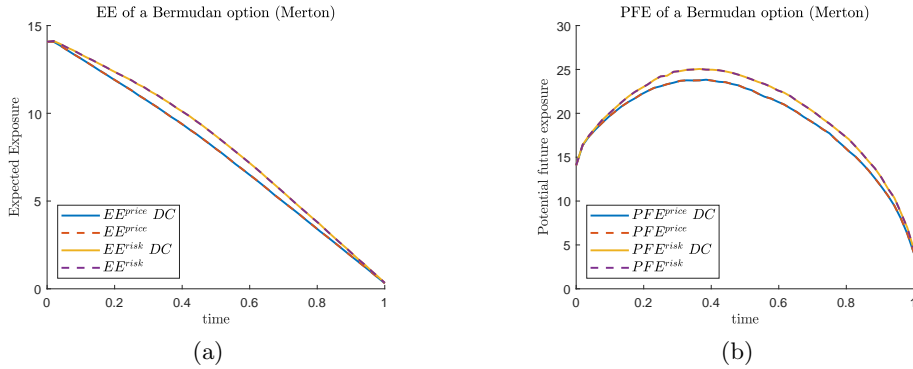 EE of a Bermudan option (Merton)
15
10
5
0
0 0.2 0.4 0.6 0.8 1
Expected Exposure
time
EE^price DC
EE^price
EE^risk DC
EE^risk
(a)
PFE of a Bermudan option (Merton)
30
25
20
15
10
5
0
0 0.2 0.4 0.6 0.8 1
Potential future exposure
time
PFE^price DC
PFE^price
PFE^risk DC
PFE^risk
(b)